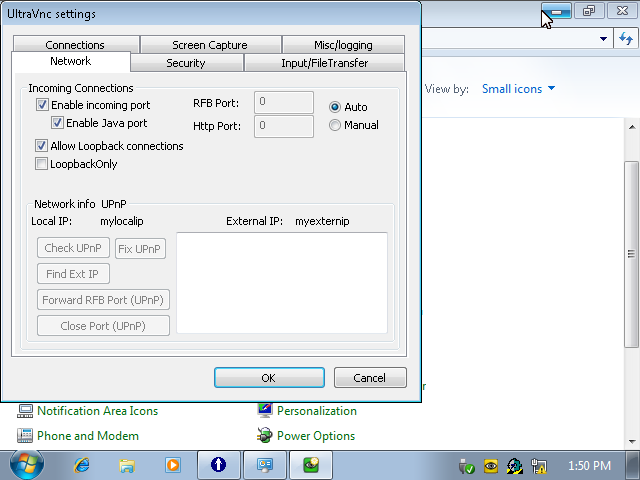 UltraVnc settings
Connections
Screen Capture
Misc/logging
Network
Security
Input/FileTransfer
View by:
Small icons
Incoming Connections
Enable incoming port
RFB Port:
0
Auto
Enable Java port
Http Port:
0
Manual
Allow Loopback connections
LoopbackOnly
Network info UPnP
Local IP:
mylocalip
External IP:
myexternip
Check UPnP
Fix UPnP
Find Ext IP
Forward RFB Port (UPnP)
Close Port (UPnP)
OK
Cancel
Notification Area Icons
Personalization
Phone and Modem
Power Options
1:50 PM